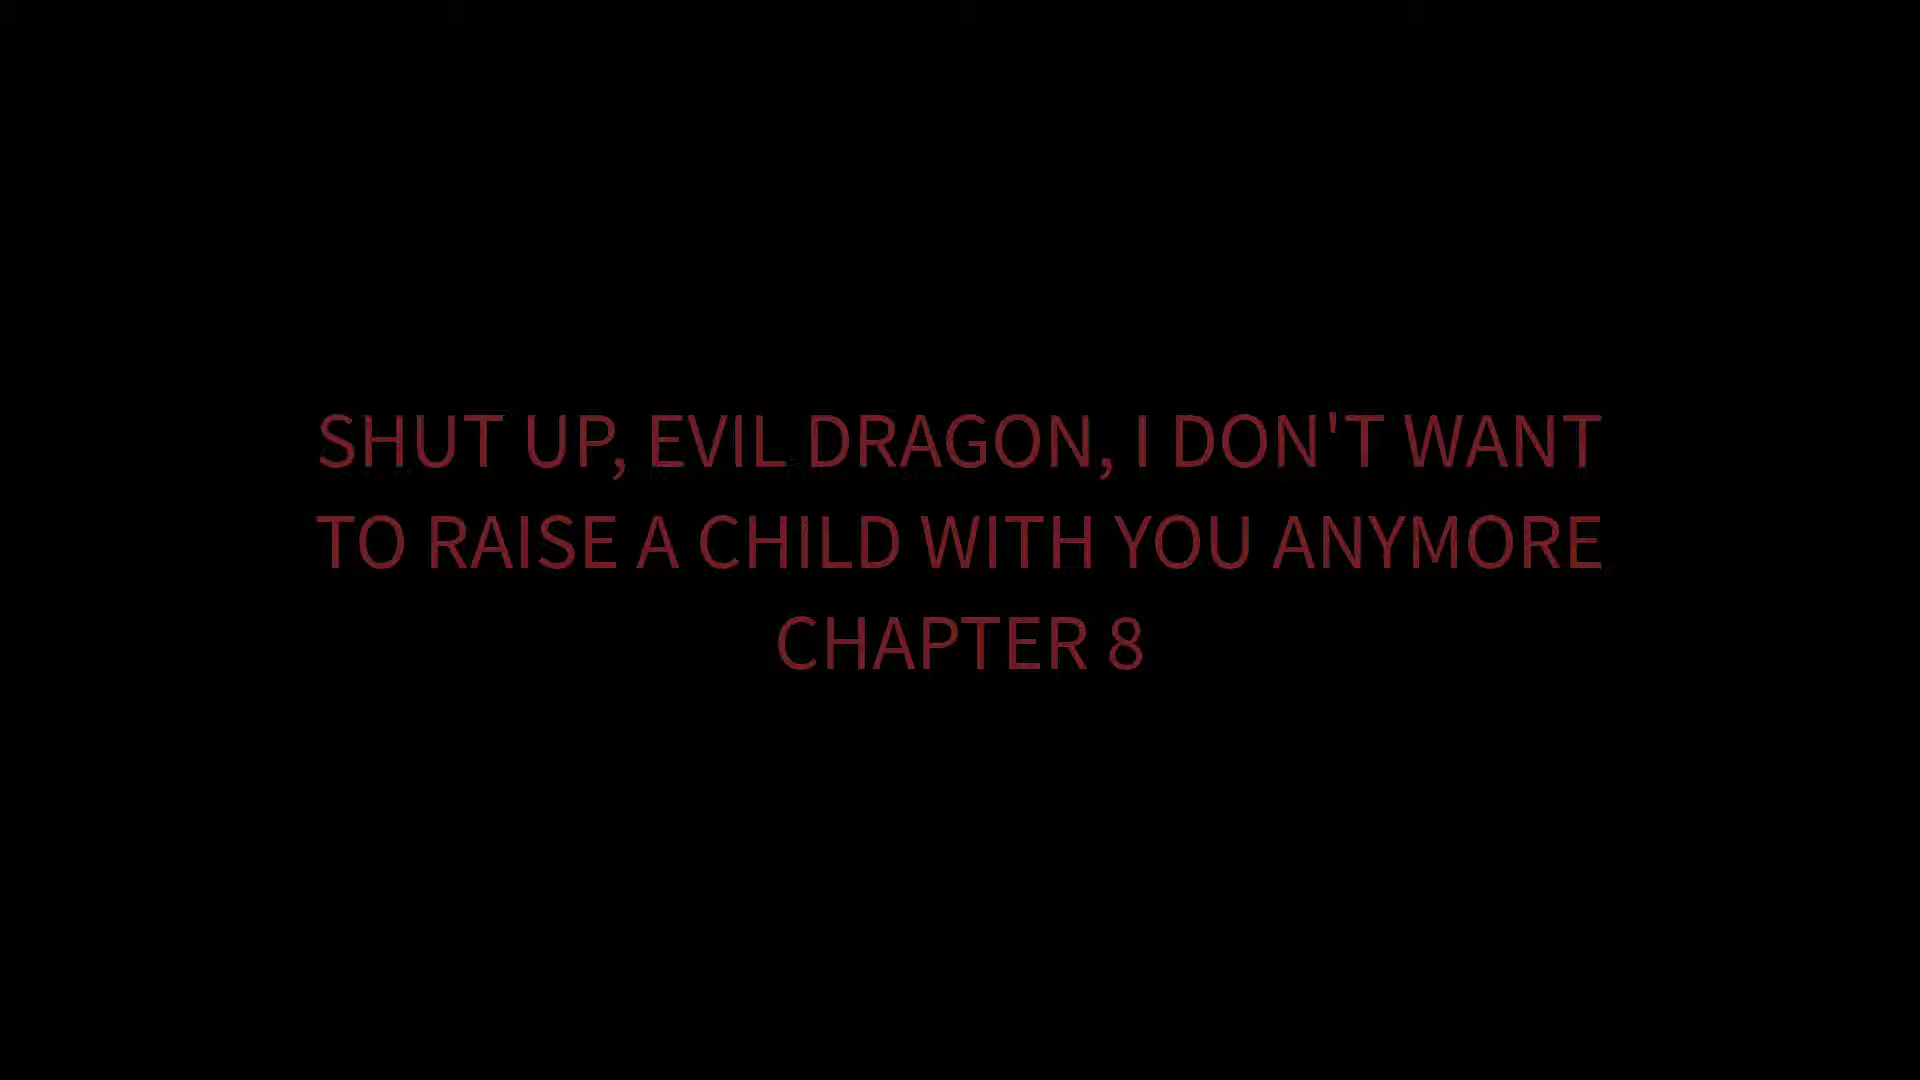 SHUT UP, EVIL DRAGON, I DON'T WANT
TO RAISE A CHILD WITH YOU ANYMORE
CHAPTER 8